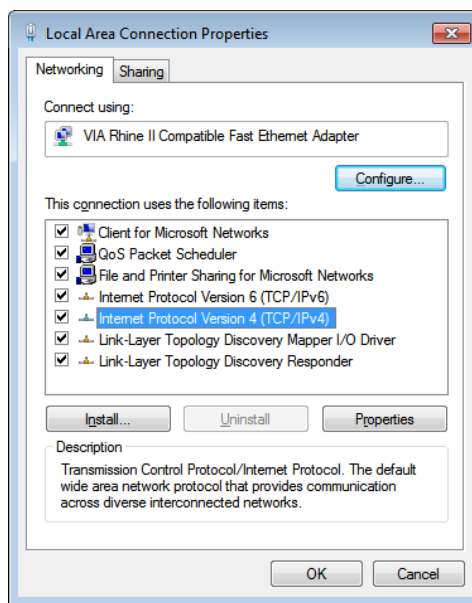 Local Area Connection Properties
Networking
Sharing
Connect using:
VIA Rhine II Compatible Fast Ethernet Adapter
Configure...
This connection uses the following items:
Client for Microsoft Networks
QoS Packet Scheduler
File and Printer Sharing for Microsoft Networks
Internet Protocol Version 6 (TCP/IPv6)
Internet Protocol Version 4 (TCP/IPv4)
Link-Layer Topology Discovery Mapper I/O Driver
Link-Layer Topology Discovery Responder
Install...
Uninstall
Properties
Description
Transmission Control Protocol/Internet Protocol. The default
wide area network protocol that provides communication
across diverse interconnected networks.
OK
Cancel